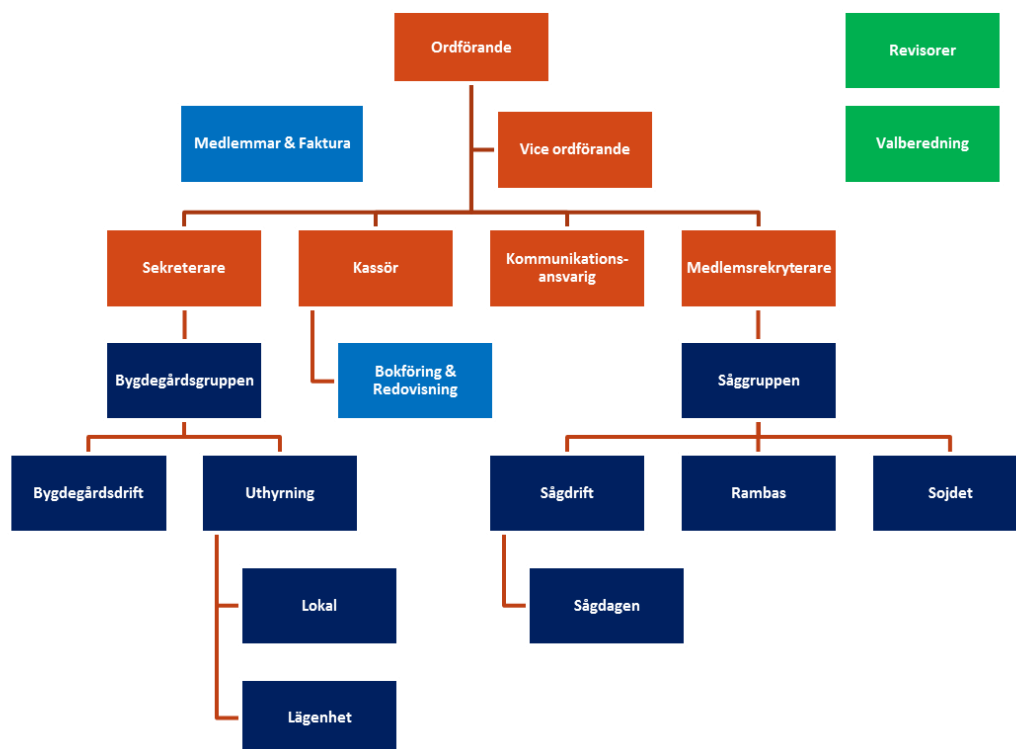 Ordförande
Revisorer
Medlemmar & Faktura
Vice ordförande
Valberedning
Sekreterare
Kassör
Kommunikations-
ansvarig
Medlemsrekryterare
Bygdegårdsgruppen
Bokföring &
Redovisning
Såggruppen
Bygdegårdsdrift
Uthyrning
Sågdrift
Rambas
Sojdet
Lokal
Sågdagen
Lägenhet